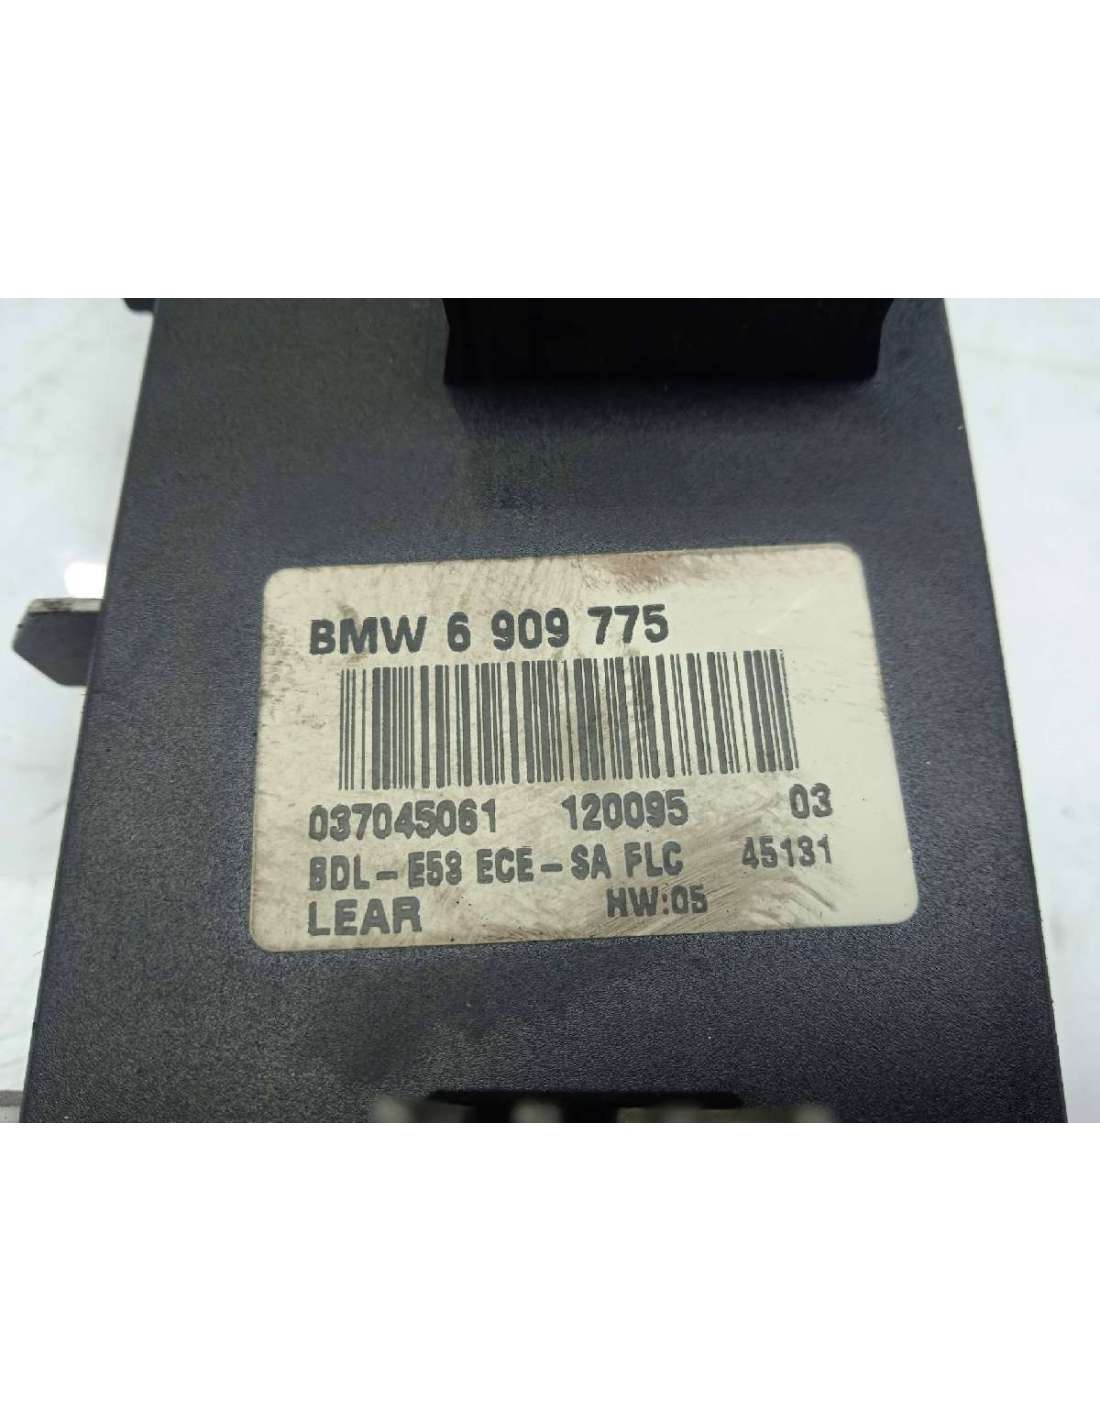 BMW 6 909 775
037045061 120095 03
BDL-E53 ECE-SA FLC 45131
LEAR HW:05